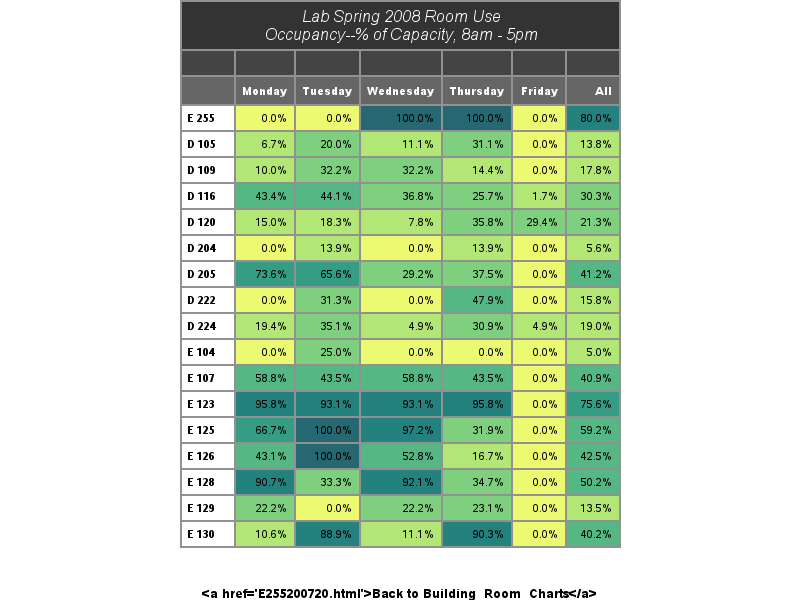 Lab Spring 2008 Room Use
Occupancy--% of Capacity, 8am - 5pm
Monday Tuesday Wednesday Thursday Friday All
E 255 0.0% 0.0% 100.0% 100.0% 0.0% 80.0%
D 105 6.7% 20.0% 11.1% 31.1% 0.0% 13.8%
D 109 10.0% 32.2% 32.2% 14.4% 0.0% 17.8%
D 116 43.4% 44.1% 36.8% 25.7% 1.7% 30.3%
D 120 15.0% 18.3% 7.8% 35.8% 29.4% 21.3%
D 204 0.0% 13.9% 0.0% 13.9% 0.0% 5.6%
D 205 73.6% 65.6% 29.2% 37.5% 0.0% 41.2%
D 222 0.0% 31.3% 0.0% 47.9% 0.0% 15.8%
D 224 19.4% 35.1% 4.9% 30.9% 4.9% 19.0%
E 104 0.0% 25.0% 0.0% 0.0% 0.0% 5.0%
E 107 58.8% 43.5% 58.8% 43.5% 0.0% 40.9%
E 123 95.8% 93.1% 93.1% 95.8% 0.0% 75.6%
E 125 66.7% 100.0% 97.2% 31.9% 0.0% 59.2%
E 126 43.1% 100.0% 52.8% 16.7% 0.0% 42.5%
E 128 90.7% 33.3% 92.1% 34.7% 0.0% 50.2%
E 129 22.2% 0.0% 22.2% 23.1% 0.0% 13.5%
E 130 10.6% 88.9% 11.1% 90.3% 0.0% 40.2%
<a href='E255200720.html'>Back to Building_Room_Charts</a>